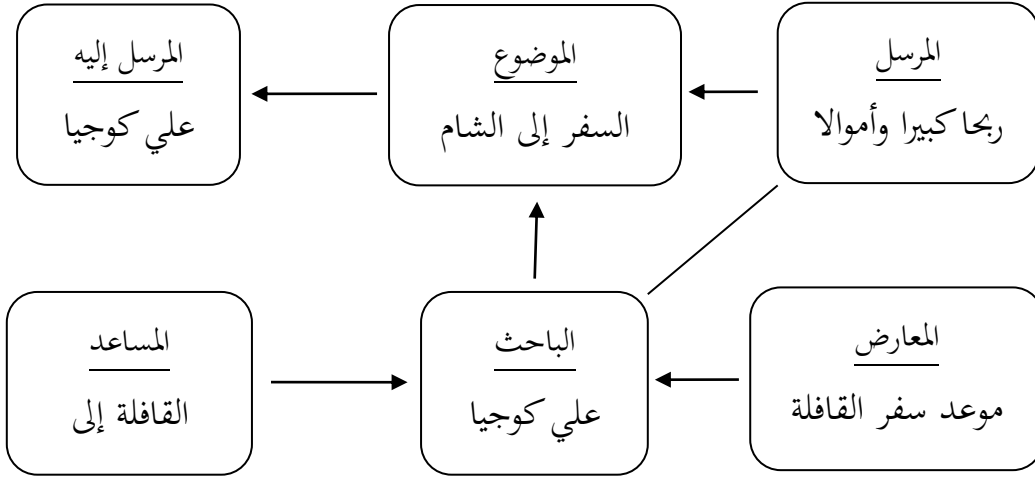 المرسل
ربحا كبيرا وأموالا
الموضوع
السفر إلى الشام
المرسل إليه
علي كوجيا
المعارض
موعد سفر القافلة
الباحث
علي كوجيا
المساعد
القافلة إلى